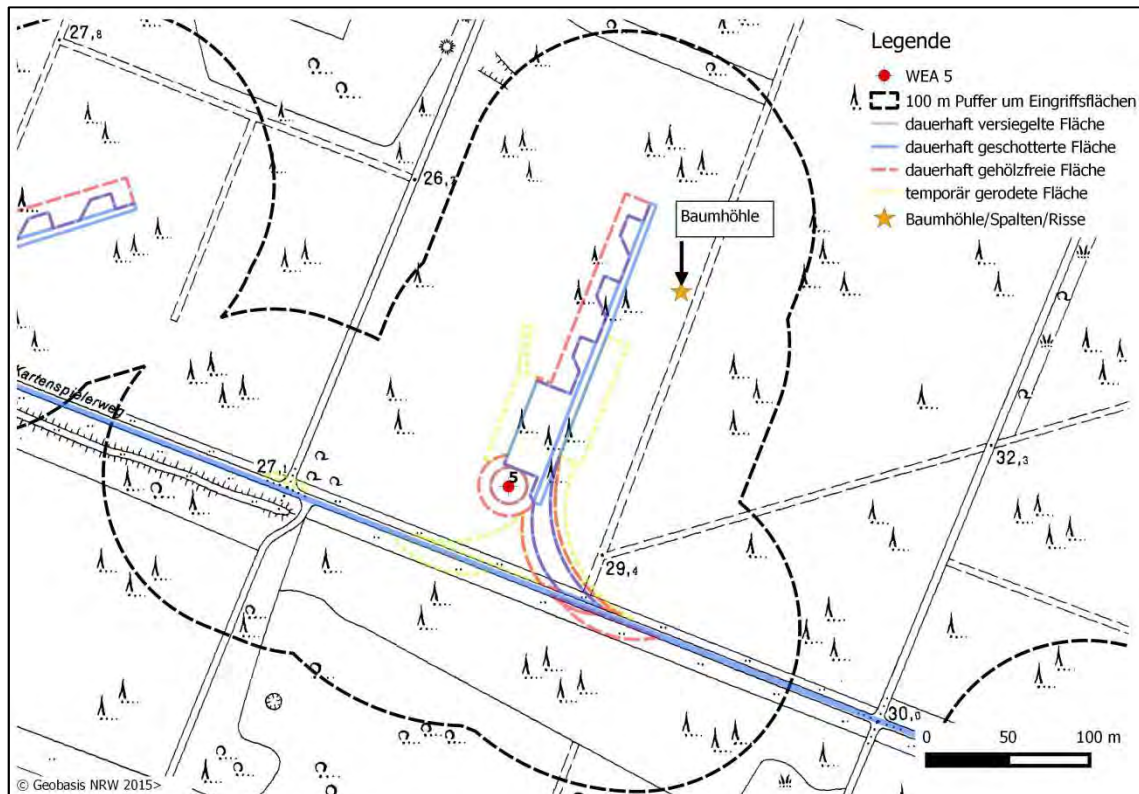 27,8
Legende
WEA 5
100 m Puffer um Eingriffsflächen
dauerhaft versiegelte Fläche
dauerhaft geschotterte Fläche
dauerhaft gehölzfreie Fläche
temporär gerodete Fläche
Baumhöhle/Spalten/Risse
Baumhöhle
Kartenspielerweg
27,1
5
32,3
29,4
30,0
0 50 100 m
© Geobasis NRW 2015>